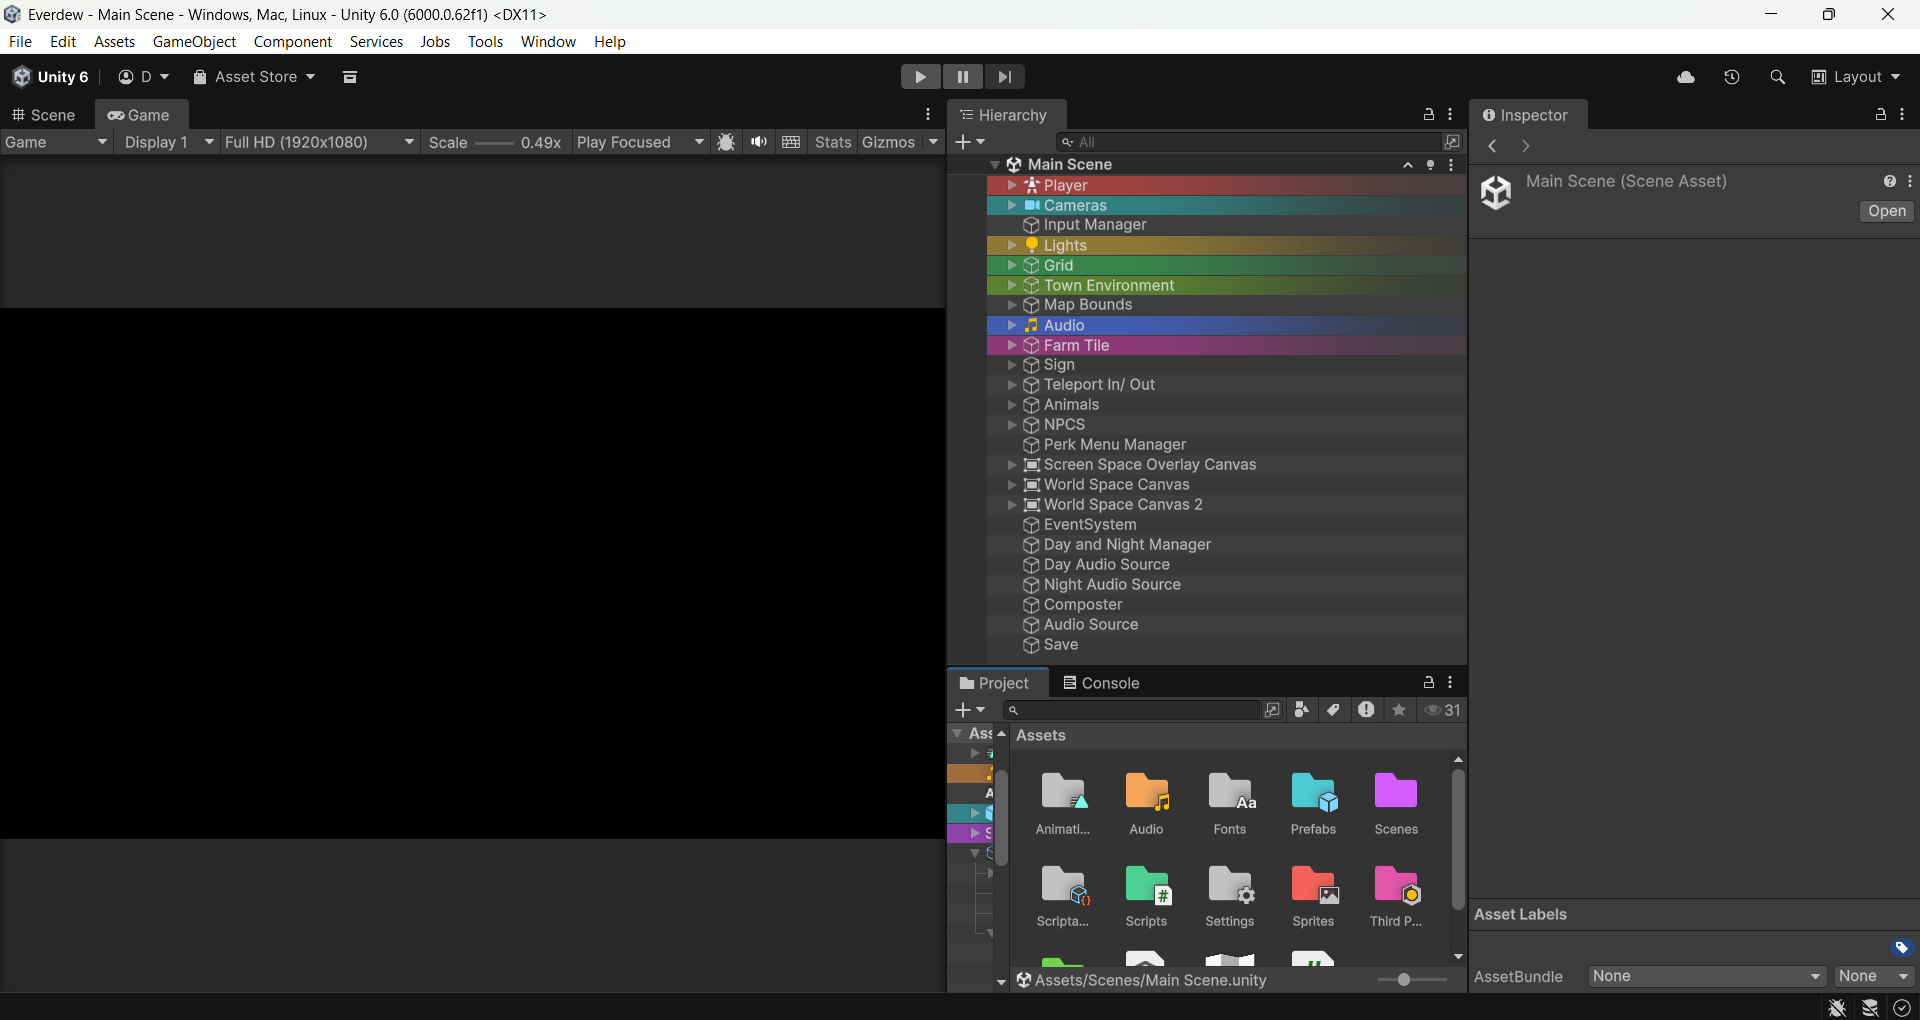 Everdew - Main Scene - Windows, Mac, Linux - Unity 6.0 (6000.0.62f1) <DX11>
File Edit Assets GameObject Component Services Jobs Tools Window Help
Unity 6 D Asset Store Layout
Scene Game
Game Display 1 Full HD (1920x1080) Scale 0.49x Play Focused Stats Gizmos
Hierarchy
All
Main Scene
Player
Cameras
Input Manager
Lights
Grid
Town Environment
Map Bounds
Audio
Farm Tile
Sign
Teleport In/ Out
Animals
NPCS
Perk Menu Manager
Screen Space Overlay Canvas
World Space Canvas
World Space Canvas 2
EventSystem
Day and Night Manager
Day Audio Source
Night Audio Source
Composter
Audio Source
Save
Project Console
31
Ass
A
S
Assets
Animati... Audio Fonts Prefabs Scenes
Scripta... Scripts Settings Sprites Third P...
Assets/Scenes/Main Scene.unity
Inspector
Main Scene (Scene Asset)
Open
Asset Labels
AssetBundle None None